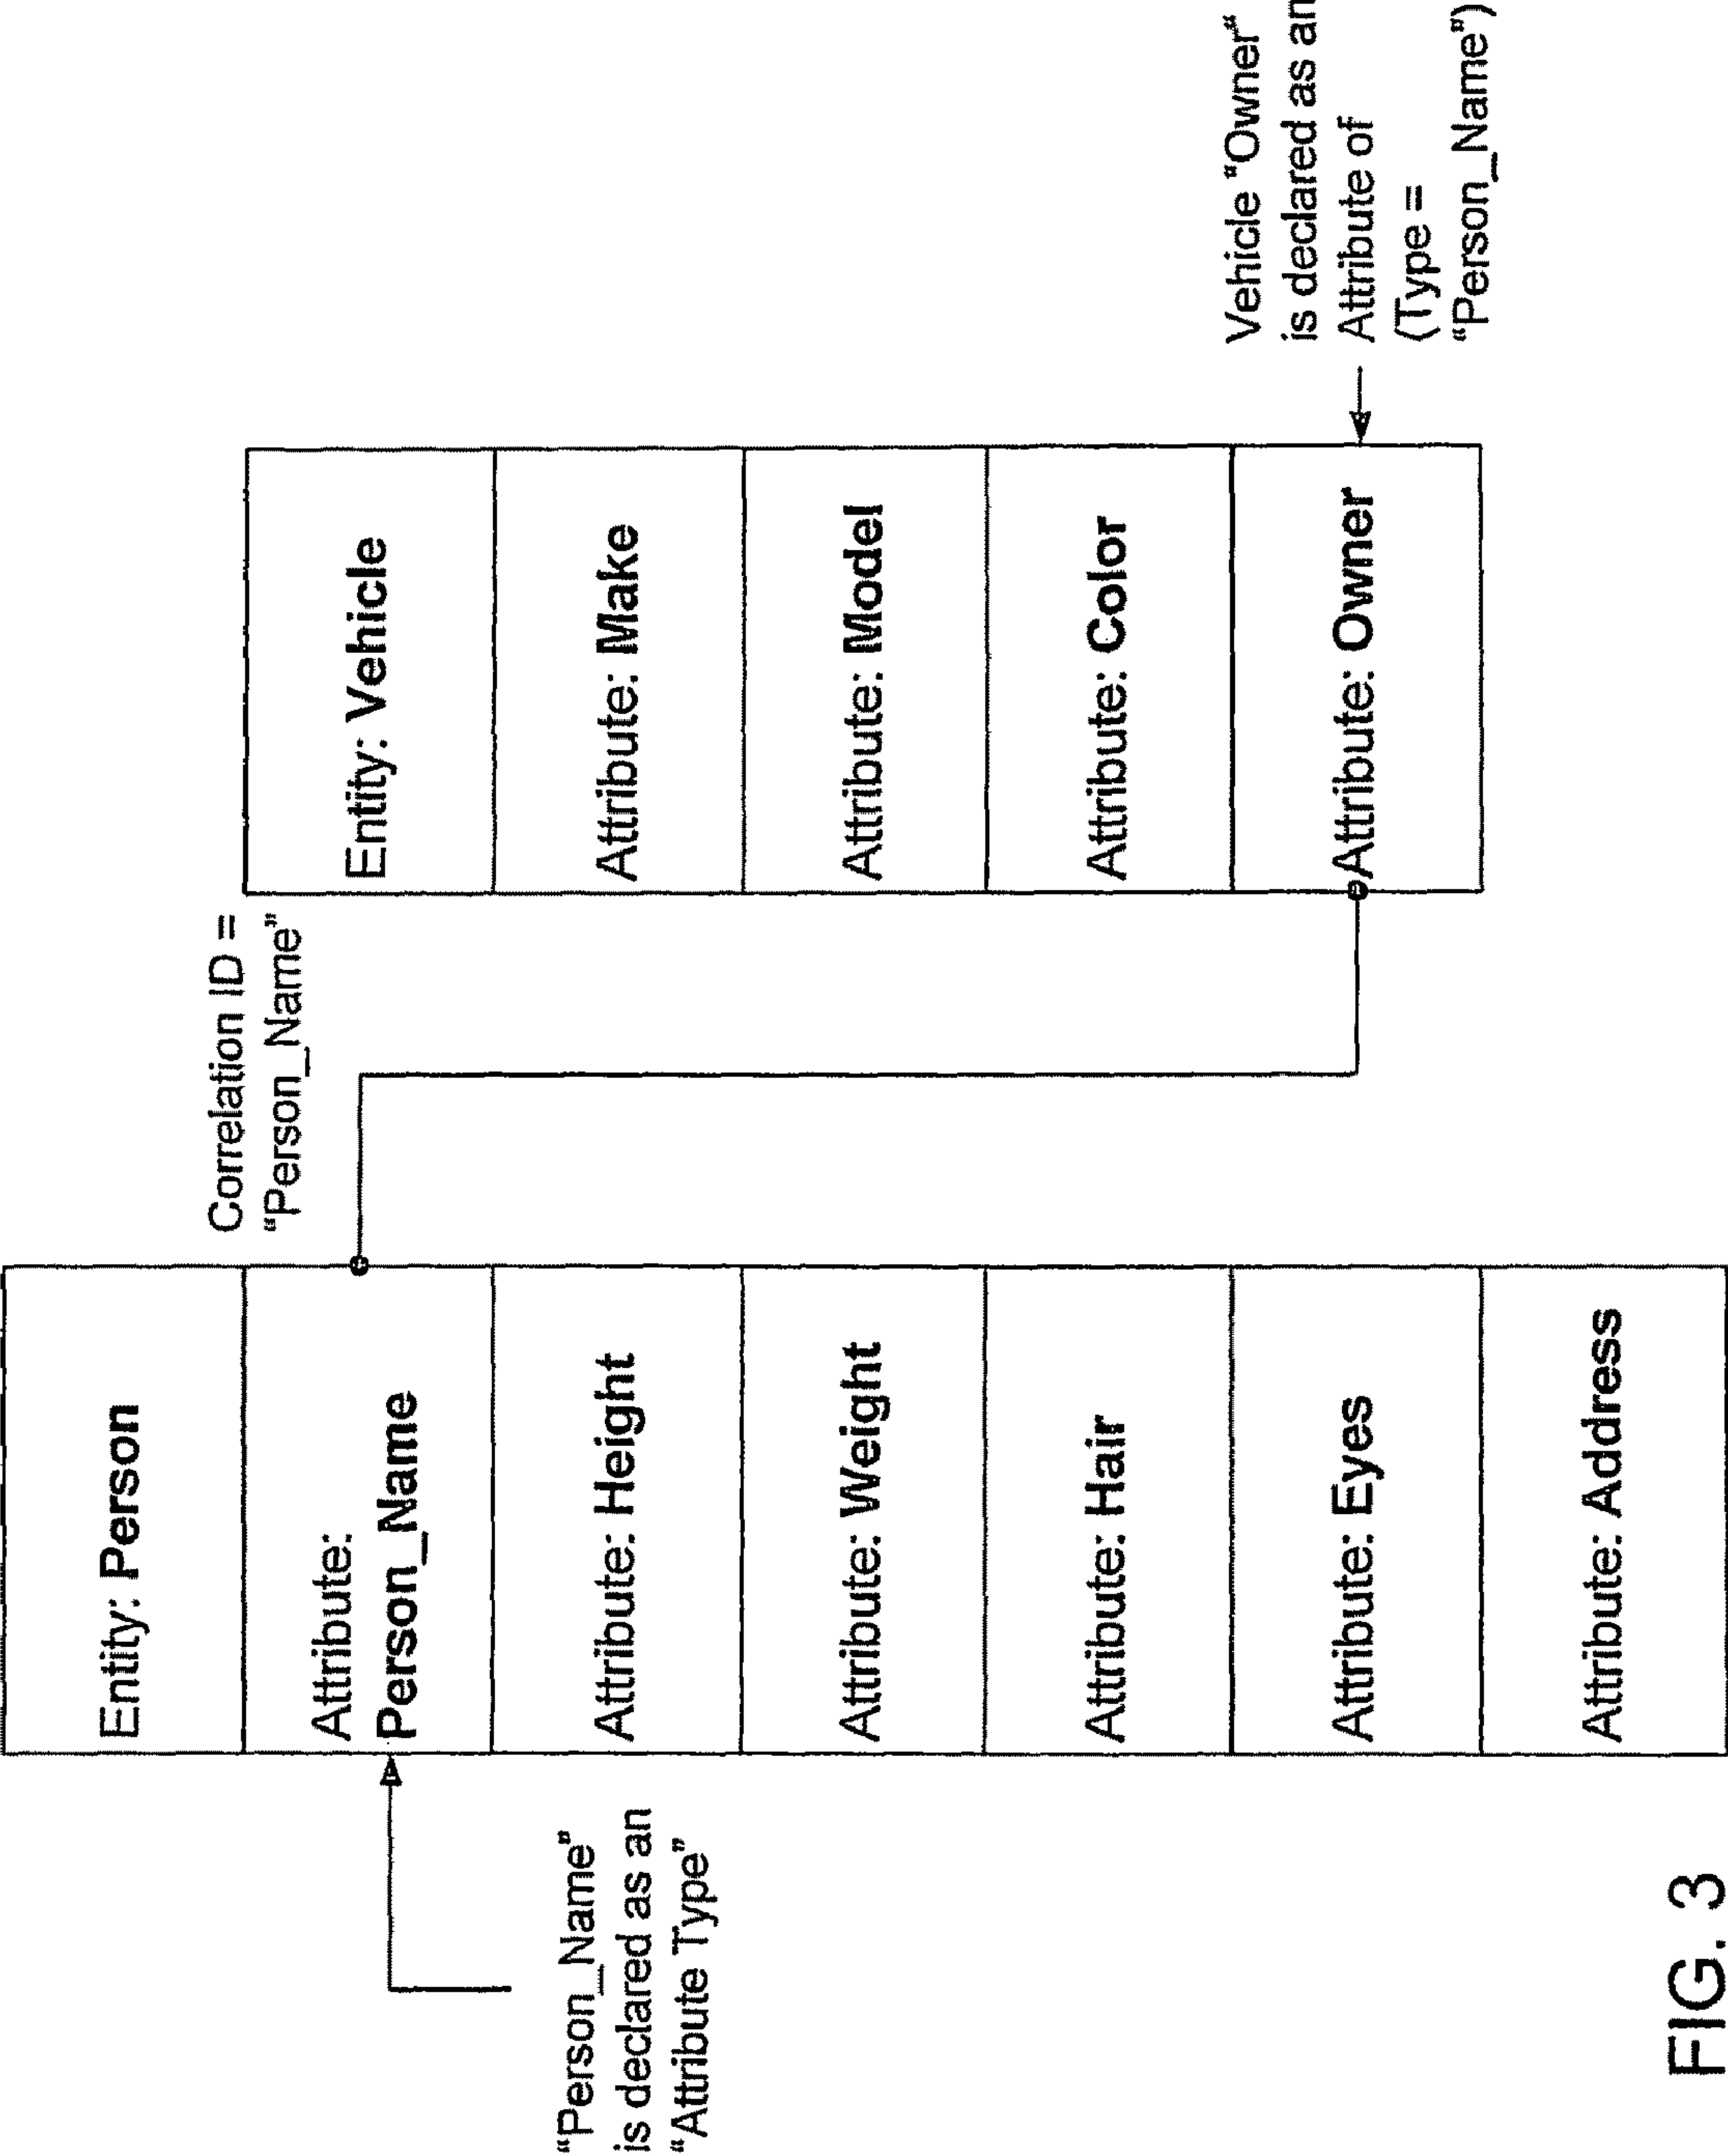 "Person_Name"
is declared as an
"Attribute Type"
Entity: Person
Attribute:
Person_Name
Attribute: Height
Attribute: Weight
Attribute: Hair
Attribute: Eyes
Attribute: Address
Correlation ID =
"Person_Name"
Entity: Vehicle
Attribute: Make
Attribute: Model
Attribute: Color
Attribute: Owner
Vehicle "Owner"
is declared as an
Attribute of
(Type =
"Person_Name")
FIG. 3